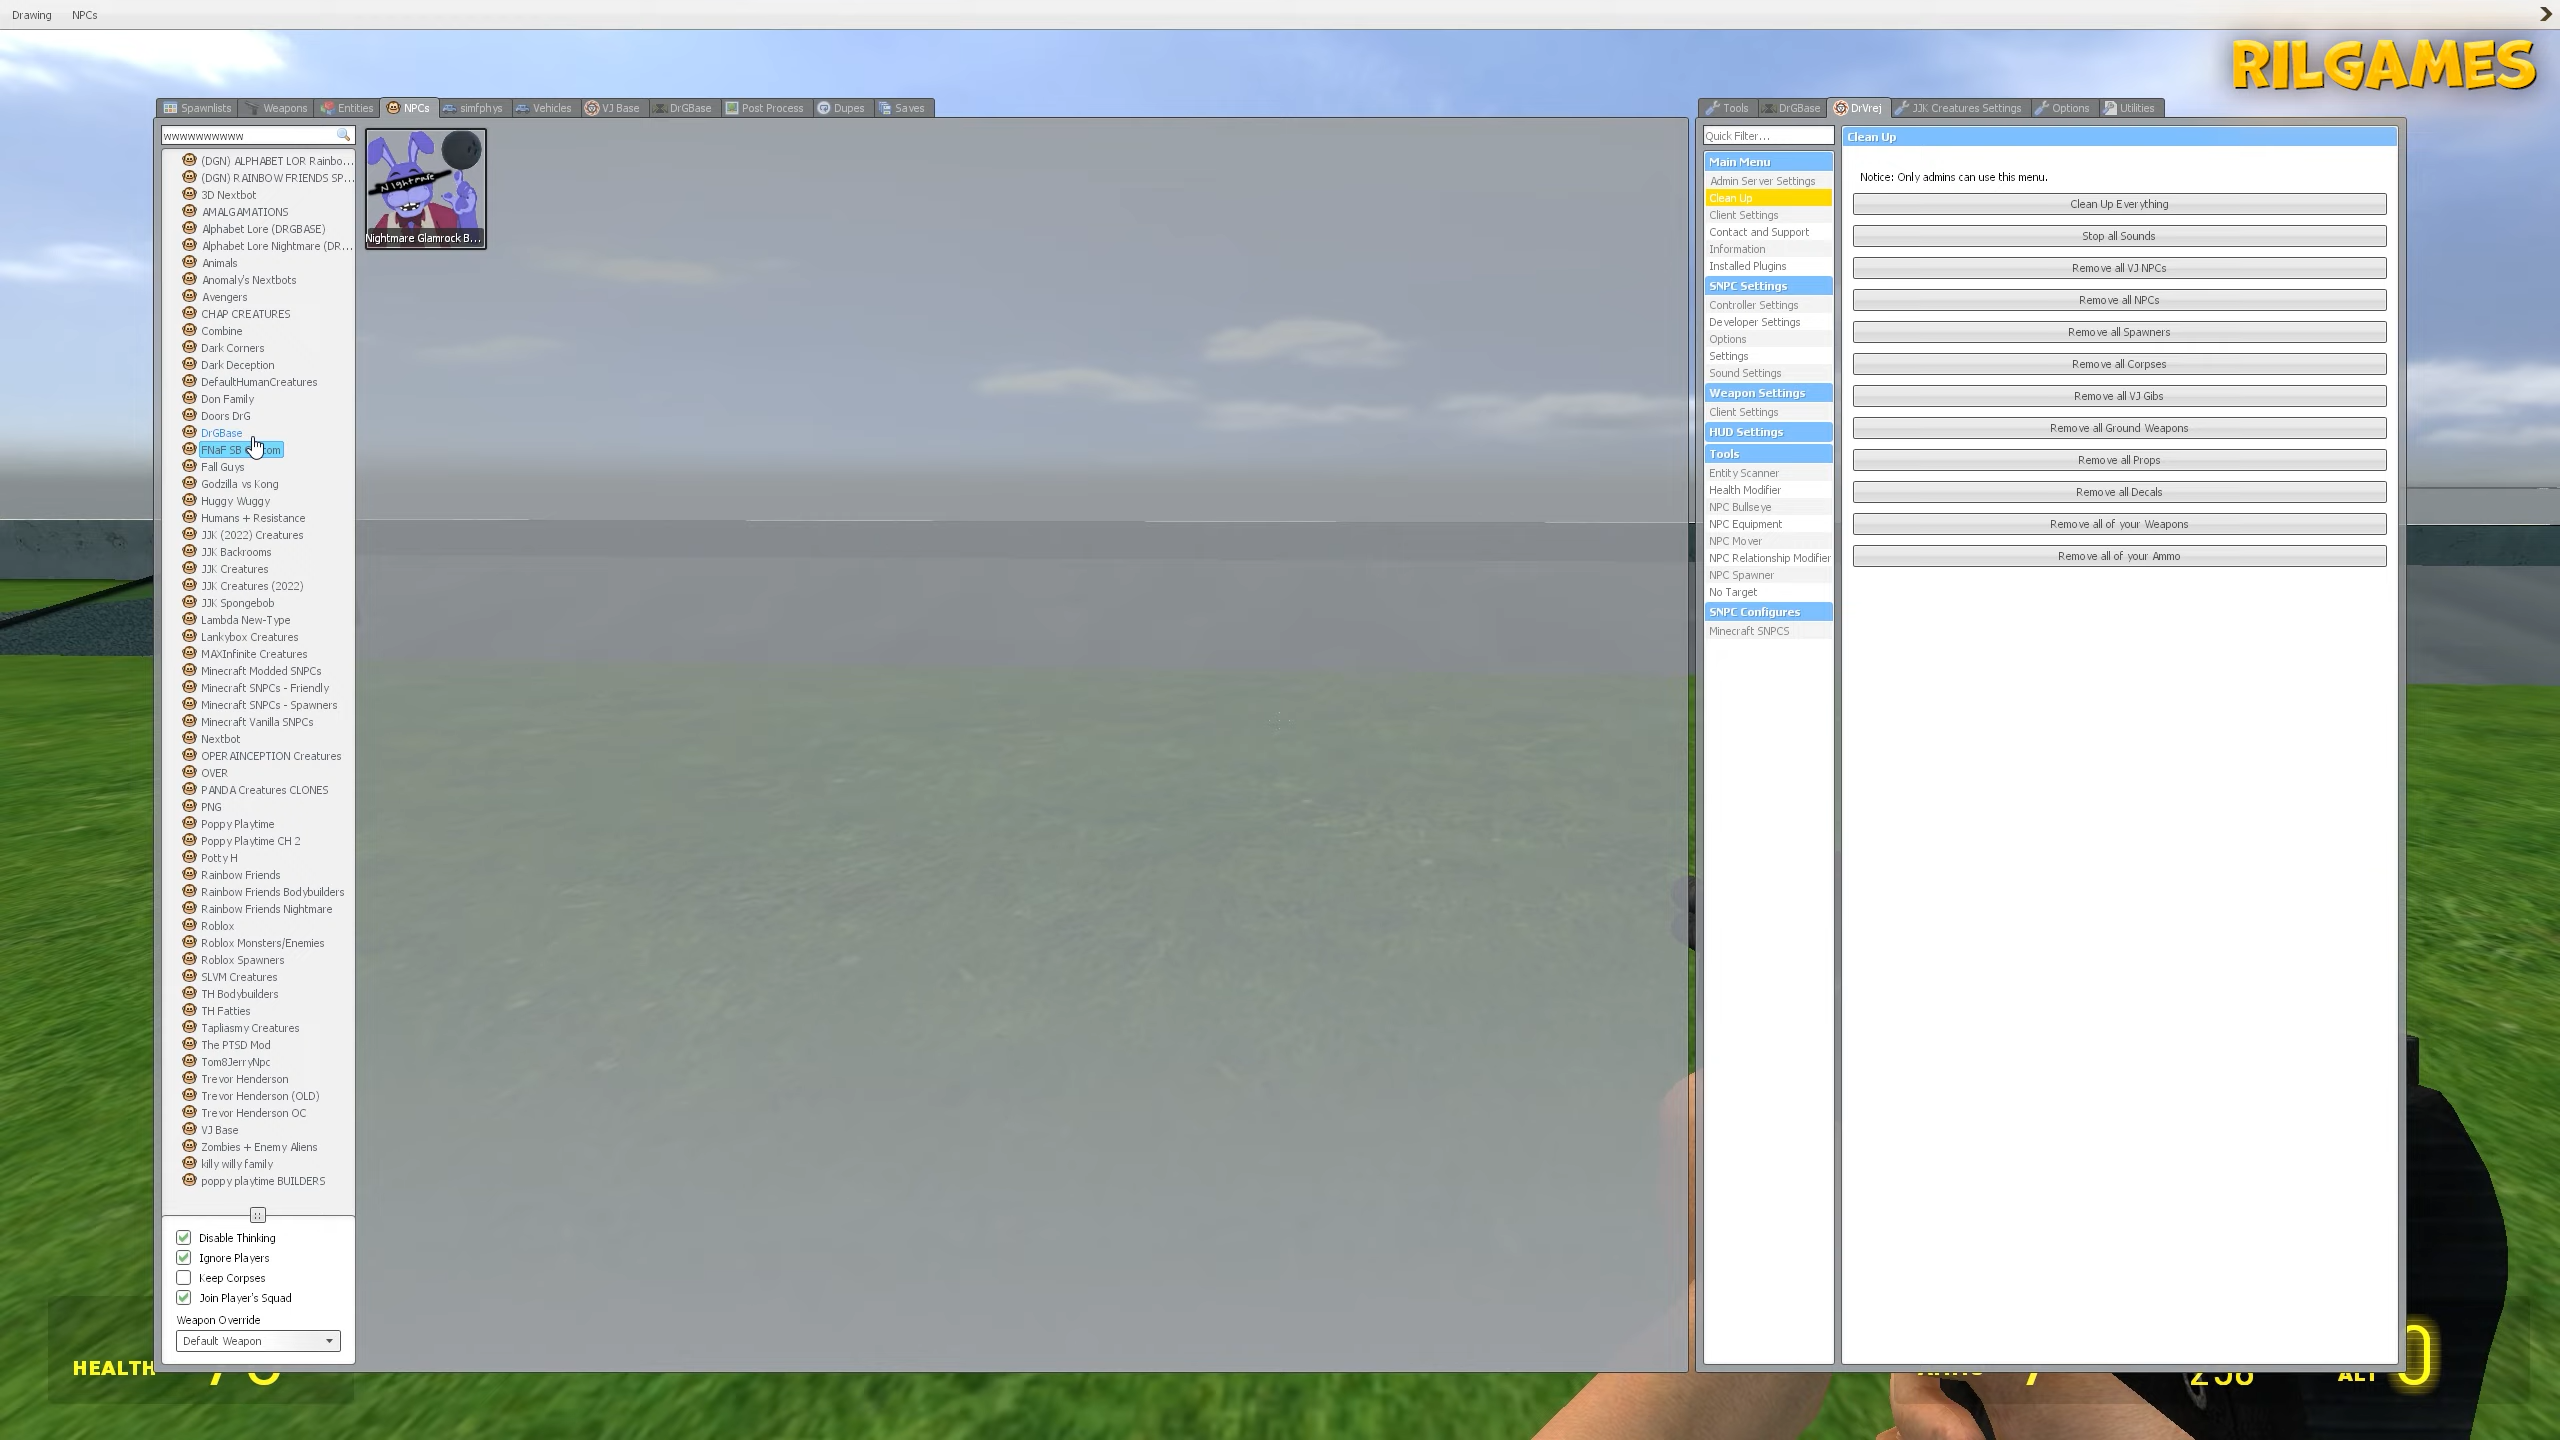 Drawing NPCs
RILGAMES
Spawnlists Weapons Entities NPCs simfphys Vehicles VJ Base DrGBase Post Process Dupes Saves
wwwwwwwwww
(DGN) ALPHABET LOR Rainbo...
(DGN) RAINBOW FRIENDS SP...
3D Nextbot
AMALGAMATIONS
Alphabet Lore (DRGBASE)
Alphabet Lore Nightmare (DR...
Animals
Anomaly's Nextbots
Avengers
CHAP CREATURES
Combine
Dark Corners
Dark Deception
DefaultHumanCreatures
Don Family
Doors DrG
DrGBase
FNaF SB
Fall Guys
Godzilla vs Kong
Huggy Wuggy
Humans + Resistance
JJK (2022) Creatures
JJK Backrooms
JJK Creatures
JJK Creatures (2022)
JJK Spongebob
Lambda New-Type
Lankybox Creatures
MAXInfinite Creatures
Minecraft Modded SNPCs
Minecraft SNPCs - Friendly
Minecraft SNPCs - Spawners
Minecraft Vanilla SNPCs
Nextbot
OPERAINCEPTION Creatures
OVER
PANDA Creatures CLONES
PNG
Poppy Playtime
Poppy Playtime CH 2
Potty H
Rainbow Friends
Rainbow Friends Bodybuilders
Rainbow Friends Nightmare
Roblox
Roblox Monsters/Enemies
Roblox Spawners
SLVM Creatures
TH Bodybuilders
TH Fatties
Tapliasmy Creatures
The PTSD Mod
Tom8JerryNpc
Trevor Henderson
Trevor Henderson (OLD)
Trevor Henderson OC
VJ Base
Zombies + Enemy Aliens
killy willy family
poppy playtime BUILDERS
Disable Thinking
Ignore Players
Keep Corpses
Join Player's Squad
Weapon Override
Default Weapon
Nightmare
Nightmare Glamrock B...
Tools DrGBase DrVrej JJK Creatures Settings Options Utilities
Quick Filter...
Main Menu
Admin Server Settings
Clean Up
Client Settings
Contact and Support
Information
Installed Plugins
SNPC Settings
Controller Settings
Developer Settings
Options
Settings
Sound Settings
Weapon Settings
Client Settings
HUD Settings
Tools
Entity Scanner
Health Modifier
NPC Bullseye
NPC Equipment
NPC Mover
NPC Relationship Modifier
NPC Spawner
No Target
SNPC Configures
Minecraft SNPCS
Clean Up
Notice: Only admins can use this menu.
Clean Up Everything
Stop all Sounds
Remove all VJ NPCs
Remove all NPCs
Remove all Spawners
Remove all Corpses
Remove all VJ Gibs
Remove all Ground Weapons
Remove all Props
Remove all Decals
Remove all of your Weapons
Remove all of your Ammo
HEALTH
ALT 0